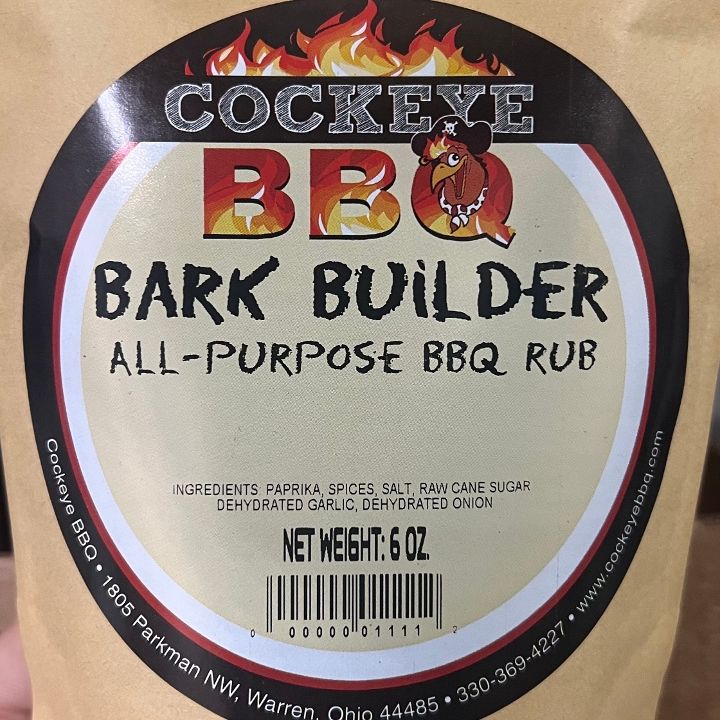 COCKEYE
BBQ
BARK BUILDER
ALL-PURPOSE BBQ RUB
INGREDIENTS: PAPRIKA, SPICES, SALT, RAW CANE SUGAR
DEHYDRATED GARLIC, DEHYDRATED ONION
NET WEIGHT: 6 OZ.
0 00000 01111 2
Cockeye BBQ • 1805 Parkman NW, Warren, Ohio 44485 • 330-369-4227 • www.cockeyebbq.com